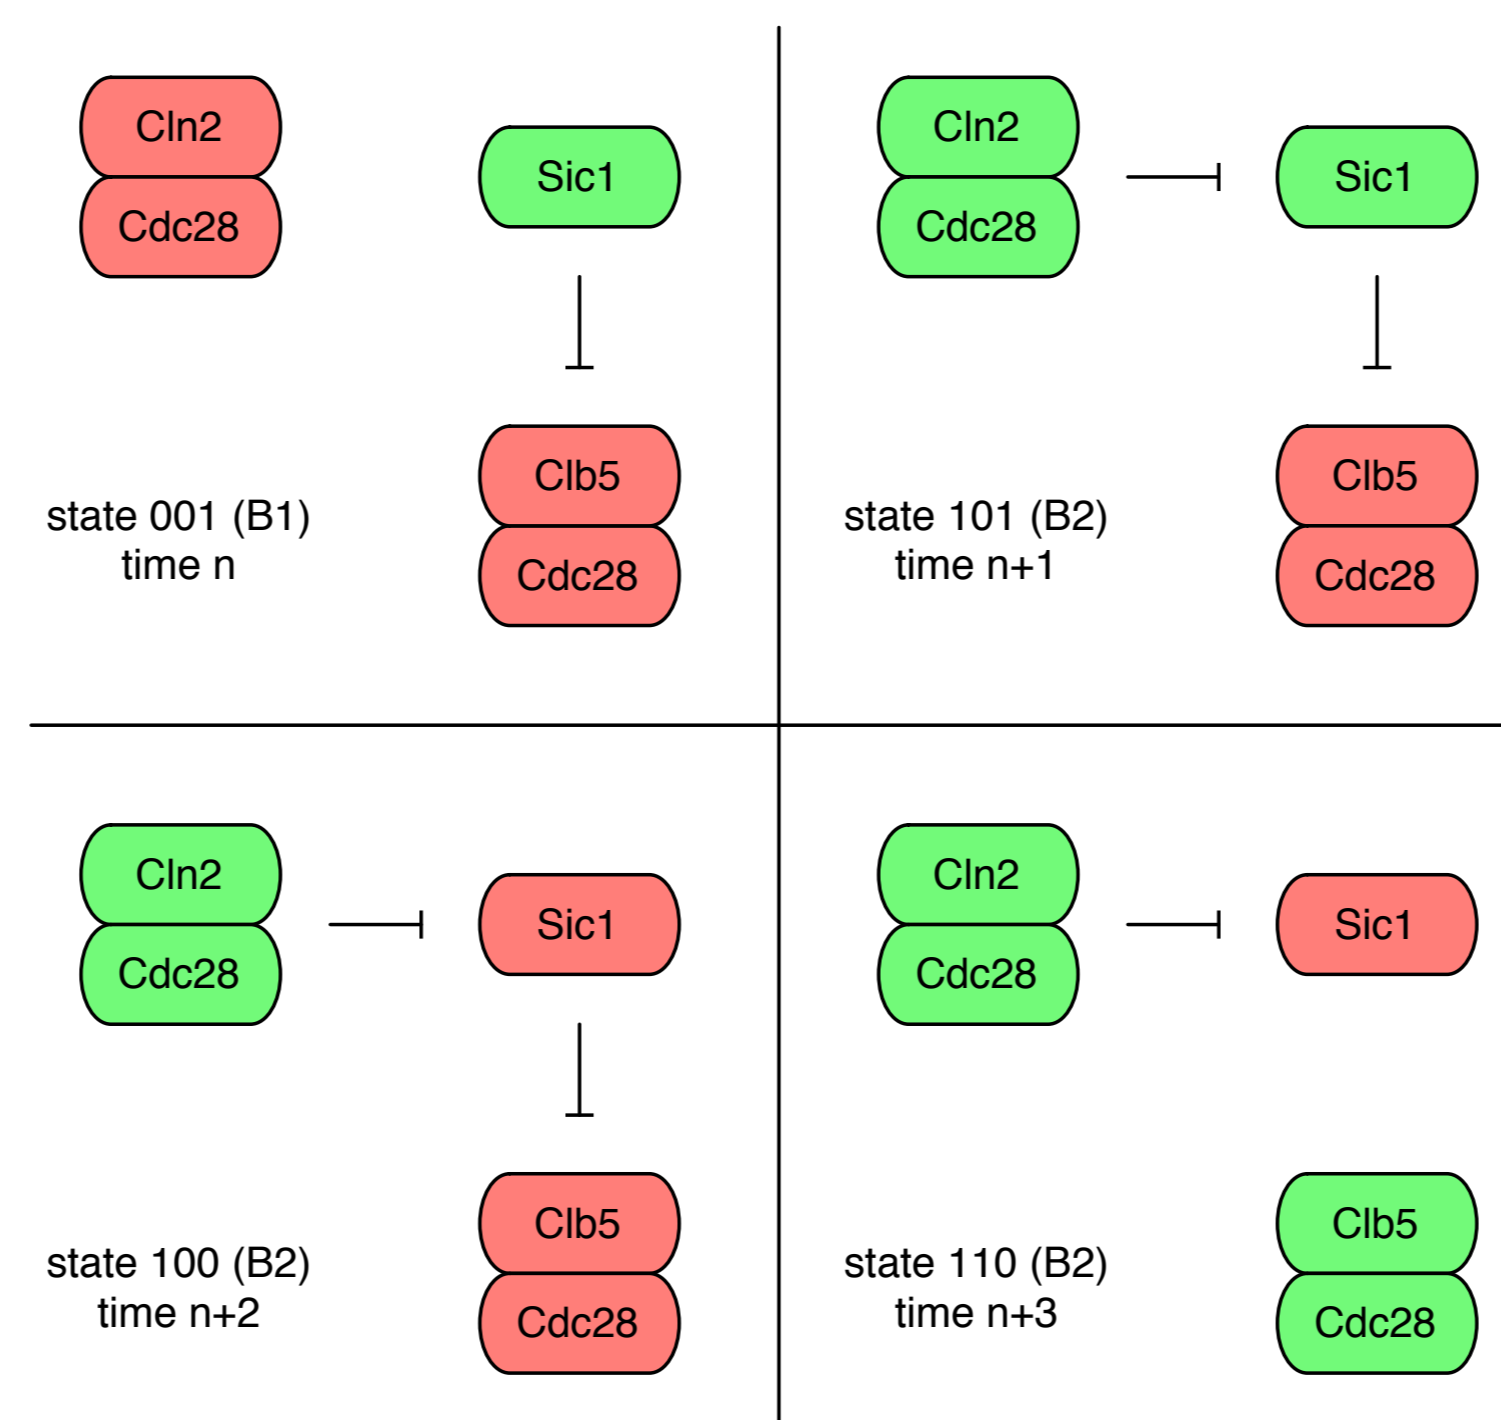 Cln2
Cdc28
Sic1
Clb5
Cdc28
state 001 (B1)
time n
Cln2
Cdc28
Sic1
Clb5
Cdc28
state 101 (B2)
time n+1
Cln2
Cdc28
Sic1
Clb5
Cdc28
state 100 (B2)
time n+2
Cln2
Cdc28
Sic1
Clb5
Cdc28
state 110 (B2)
time n+3